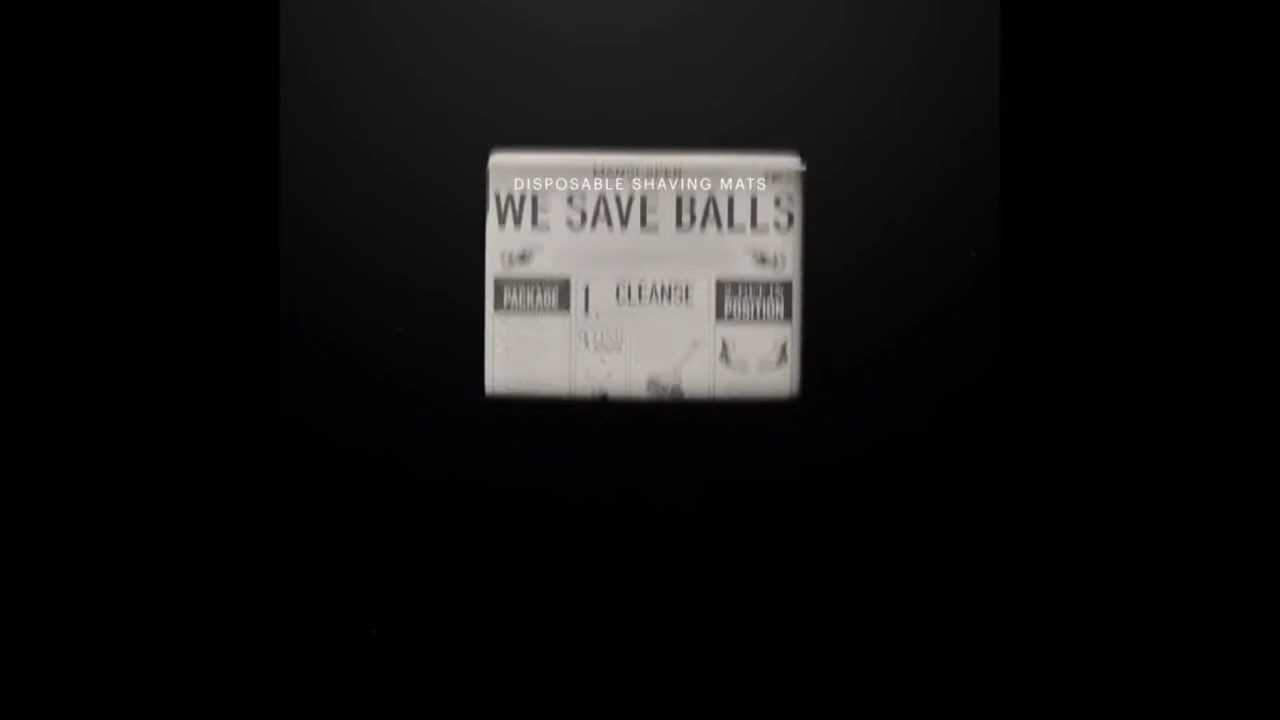 DISPOSABLE SHAVING MATS
WE SAVE BALLS
PACKAGE
1. CLEANSE
POSITION